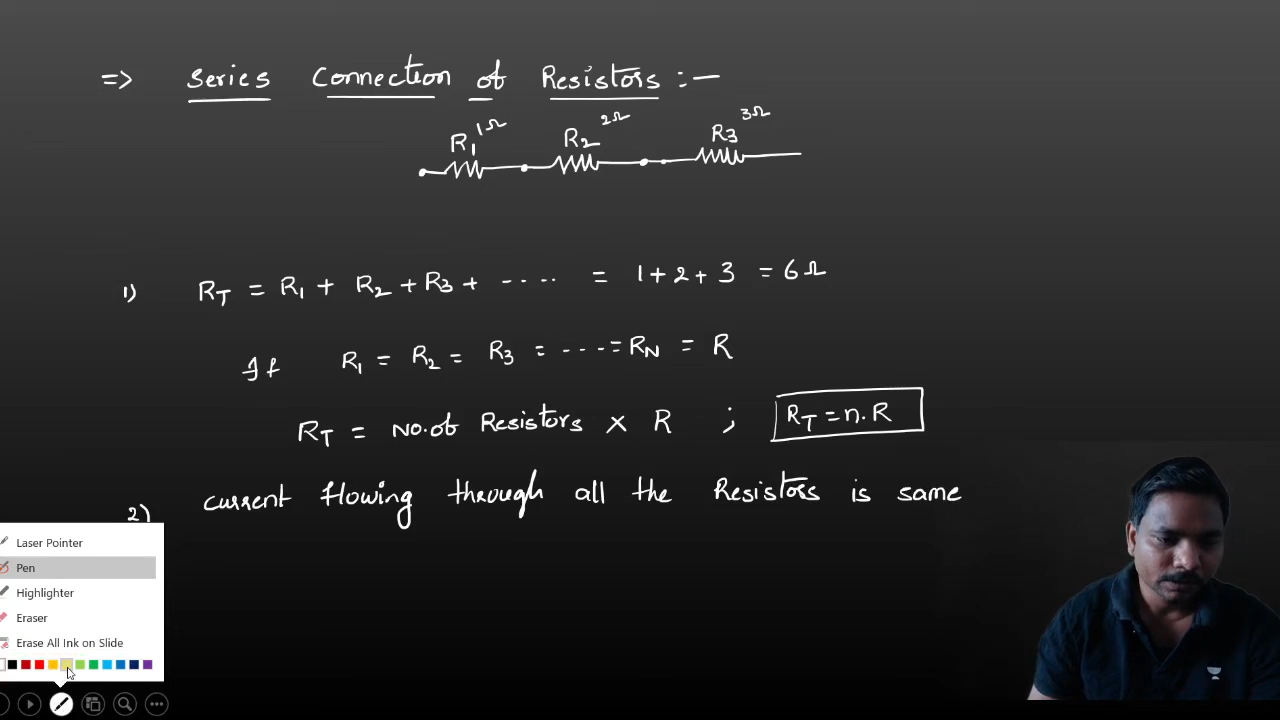 => Series Connection of Resistors :-
R1 1Ω R2 2Ω R3 3Ω
1) RT = R1 + R2 + R3 + ..... = 1 + 2 + 3 = 6Ω
If R1 = R2 = R3 = ..... = RN = R
RT = No.of Resistors × R ; RT = n.R
2) current flowing through all the Resistors is same
Laser Pointer
Pen
Highlighter
Eraser
Erase All Ink on Slide